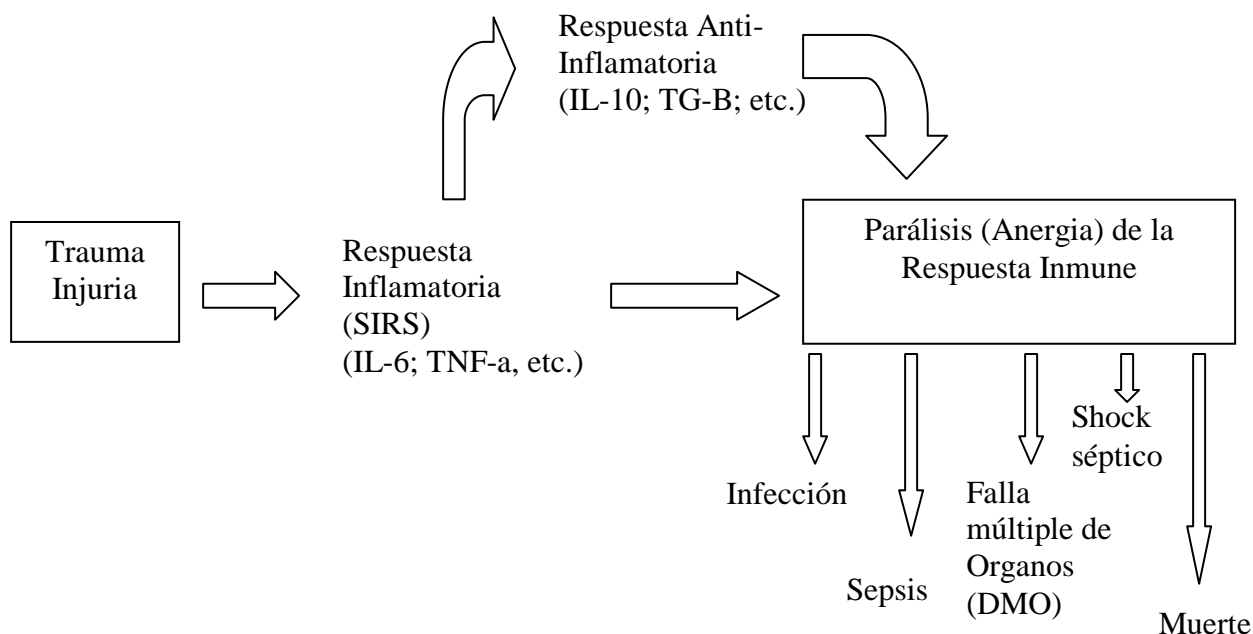 Respuesta Anti-
Inflamatoria
(IL-10; TG-B; etc.)
Trauma
Injuria
Respuesta
Inflamatoria
(SIRS)
(IL-6; TNF-a, etc.)
Parálisis (Anergia) de la
Respuesta Inmune
Infección
Sepsis
Falla
múltiple de
Organos
(DMO)
Shock
séptico
Muerte